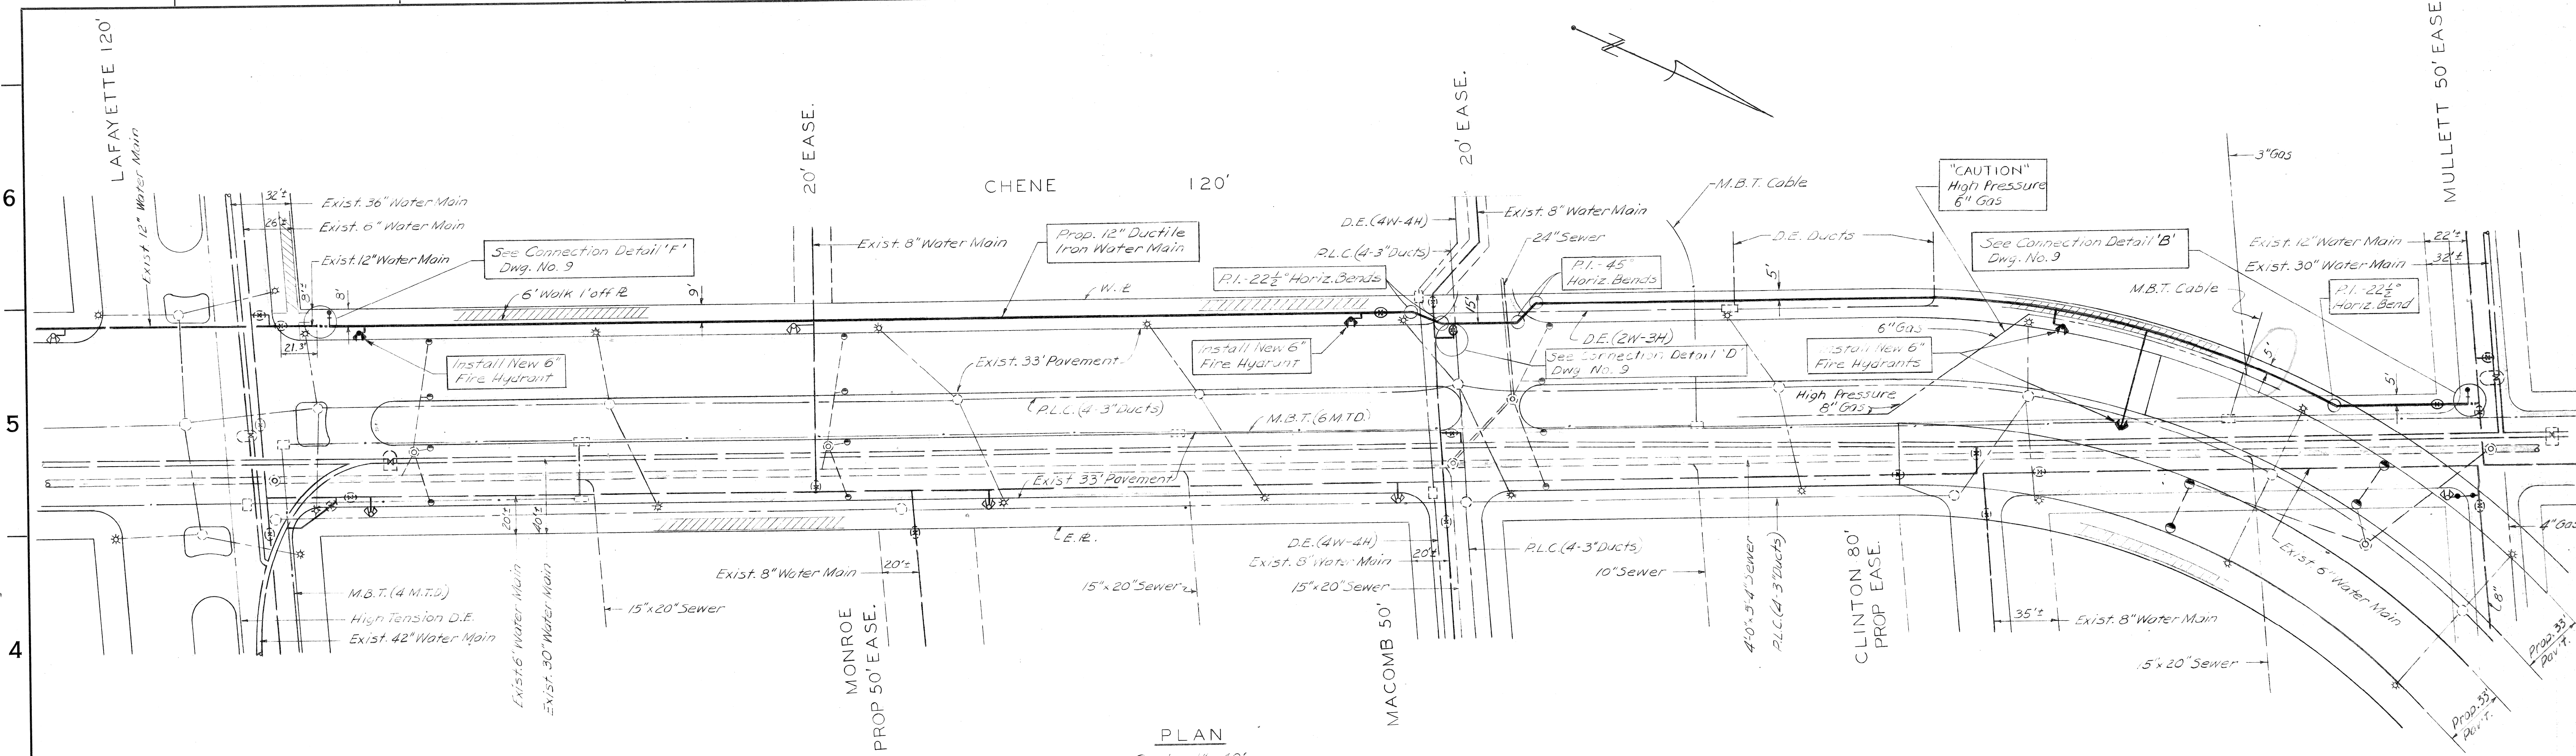 LAFAYETTE 120'
Exist 12" Water Main
32'±
Exist. 36" Water Main
26'±
Exist. 6" Water Main
Exist. 12" Water Main
8'±
8'
21.3'
See Connection Detail 'F'
Dwg. No. 9
6' Walk 1' off ⅊
9'
Install New 6"
Fire Hydrant
20' EASE.
Exist. 8" Water Main
CHENE 120'
Prop. 12" Ductile
Iron Water Main
W. ⅊
P.I.-22½° Horiz. Bends
Install New 6"
Fire Hydrant
Exist. 33' Pavement
P.L.C. (4-3" Ducts)
M.B.T. (6 M.T.D.)
Exist 33' Pavement
20' EASE.
D.E. (4W-4H)
Exist. 8" Water Main
P.L.C. (4-3" Ducts)
24" Sewer
15'
P.I.-45°
Horiz. Bends
D.E. (2W-3H)
See Connection Detail 'D'
Dwg. No. 9
M.B.T. Cable
D.E. Ducts
5'
N
"CAUTION"
High Pressure
6" Gas
6" Gas
Install New 6"
Fire Hydrants
High Pressure
8" Gas
See Connection Detail 'B'
Dwg. No. 9
3" Gas
MULLETT 50' EASE
Exist. 12" Water Main
22'±
Exist. 30" Water Main
32'±
M.B.T. Cable
P.I.-22½°
Horiz. Bend
5'
5'
6
5
4
M.B.T. (4 M.T.D.)
High Tension D.E.
Exist. 42" Water Main
20'±
40'±
Exist. 6" Water Main
Exist. 30" Water Main
15"x20" Sewer
E. ⅊.
Exist. 8" Water Main
20'±
MONROE
PROP 50' EASE.
15"x20" Sewer
D.E. (4W-4H)
Exist. 8" Water Main
20'±
15"x20" Sewer
P.L.C. (4-3" Ducts)
MACOMB 50'
10" Sewer
P.L.C. (4-3" Ducts)
CLINTON 80'
PROP EASE.
35'±
Exist. 8" Water Main
Exist 6" Water Main
15"x20" Sewer
4" Gas
8"
Prop. 33'
Pav't.
Prop. 33'
Pav't.
PLAN